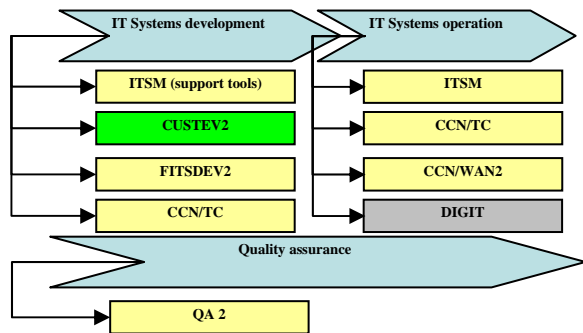 IT Systems development
IT Systems operation
ITSM (support tools)
ITSM
CUSTEV2
CCN/TC
FITSDEV2
CCN/WAN2
CCN/TC
DIGIT
Quality assurance
QA 2